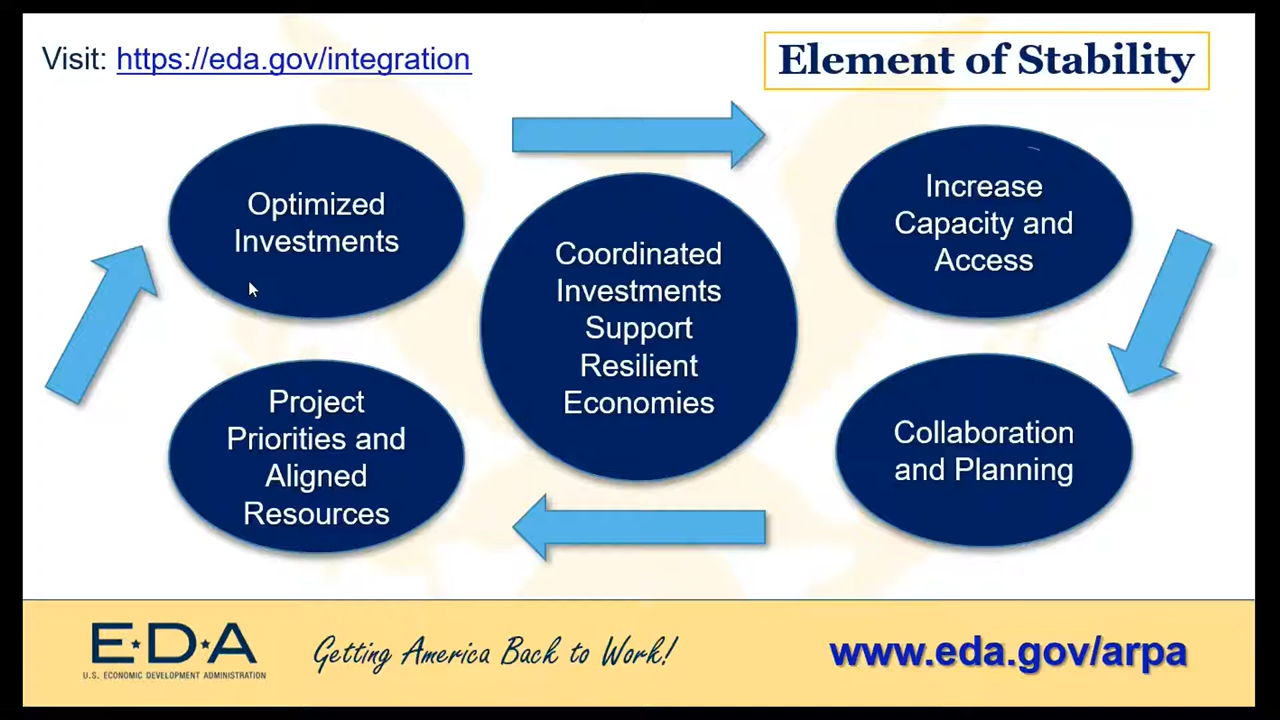 Visit: https://eda.gov/integration
Element of Stability
Optimized
Investments
Increase
Capacity and
Access
Coordinated
Investments
Support
Resilient
Economies
Project
Priorities and
Aligned
Resources
Collaboration
and Planning
E★D★A
U.S. ECONOMIC DEVELOPMENT ADMINISTRATION
Getting America Back to Work!
www.eda.gov/arpa